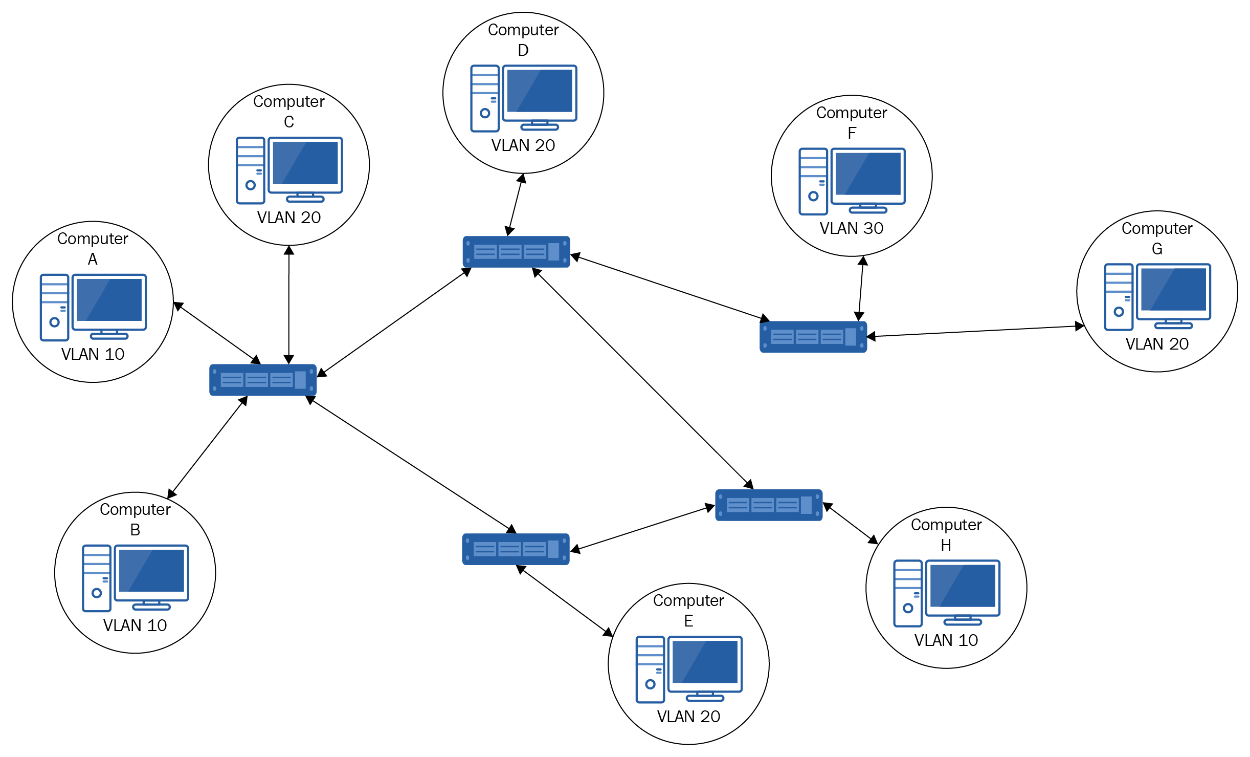 Computer
D
VLAN 20
Computer
C
VLAN 20
Computer
F
VLAN 30
Computer
A
VLAN 10
Computer
G
VLAN 20
Computer
B
VLAN 10
Computer
H
VLAN 10
Computer
E
VLAN 20